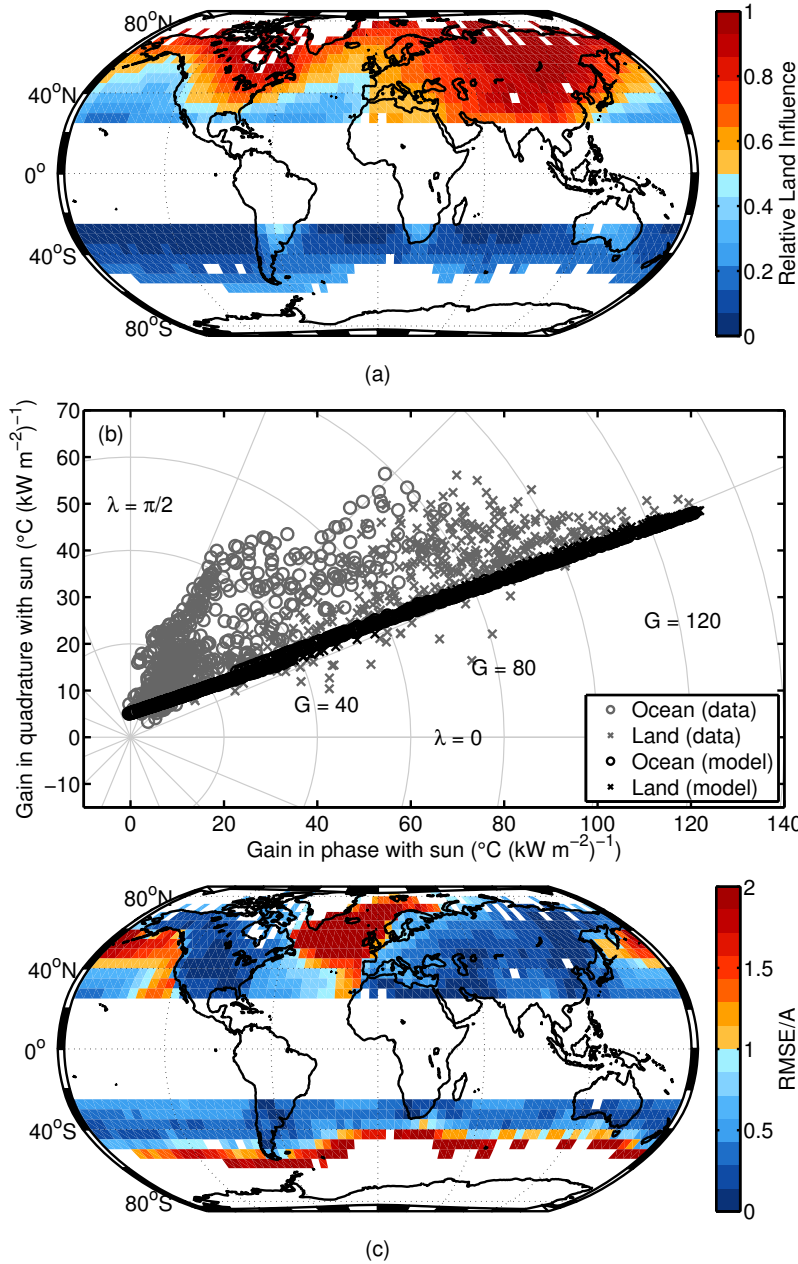 80°N
40°N
0°
40°S
80°S
1
0.8
0.6
0.4
0.2
0
Relative Land Influence
(a)
(b)
70
60
50
40
30
20
10
0
−10
Gain in quadrature with sun (°C (kW m⁻²)⁻¹)
λ = π/2
G = 120
G = 80
G = 40
λ = 0
Ocean (data)
Land (data)
Ocean (model)
Land (model)
0 20 40 60 80 100 120 140
Gain in phase with sun (°C (kW m⁻²)⁻¹)
80°N
40°N
0°
40°S
80°S
2
1.5
1
0.5
0
RMSE/A
(c)